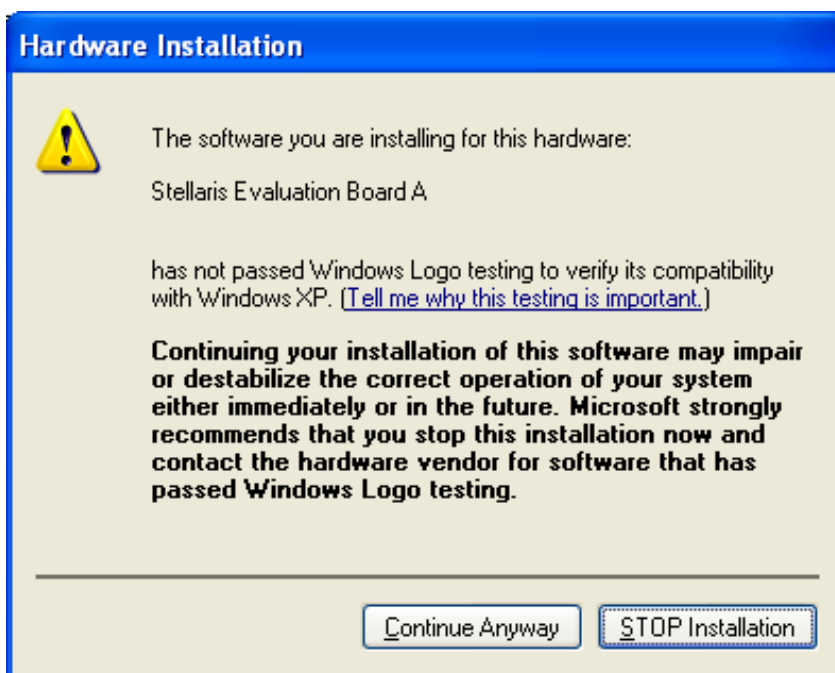 Hardware Installation
The software you are installing for this hardware:
Stellaris Evaluation Board A
has not passed Windows Logo testing to verify its compatibility
with Windows XP. (Tell me why this testing is important.)
Continuing your installation of this software may impair
or destabilize the correct operation of your system
either immediately or in the future. Microsoft strongly
recommends that you stop this installation now and
contact the hardware vendor for software that has
passed Windows Logo testing.
Continue Anyway
STOP Installation